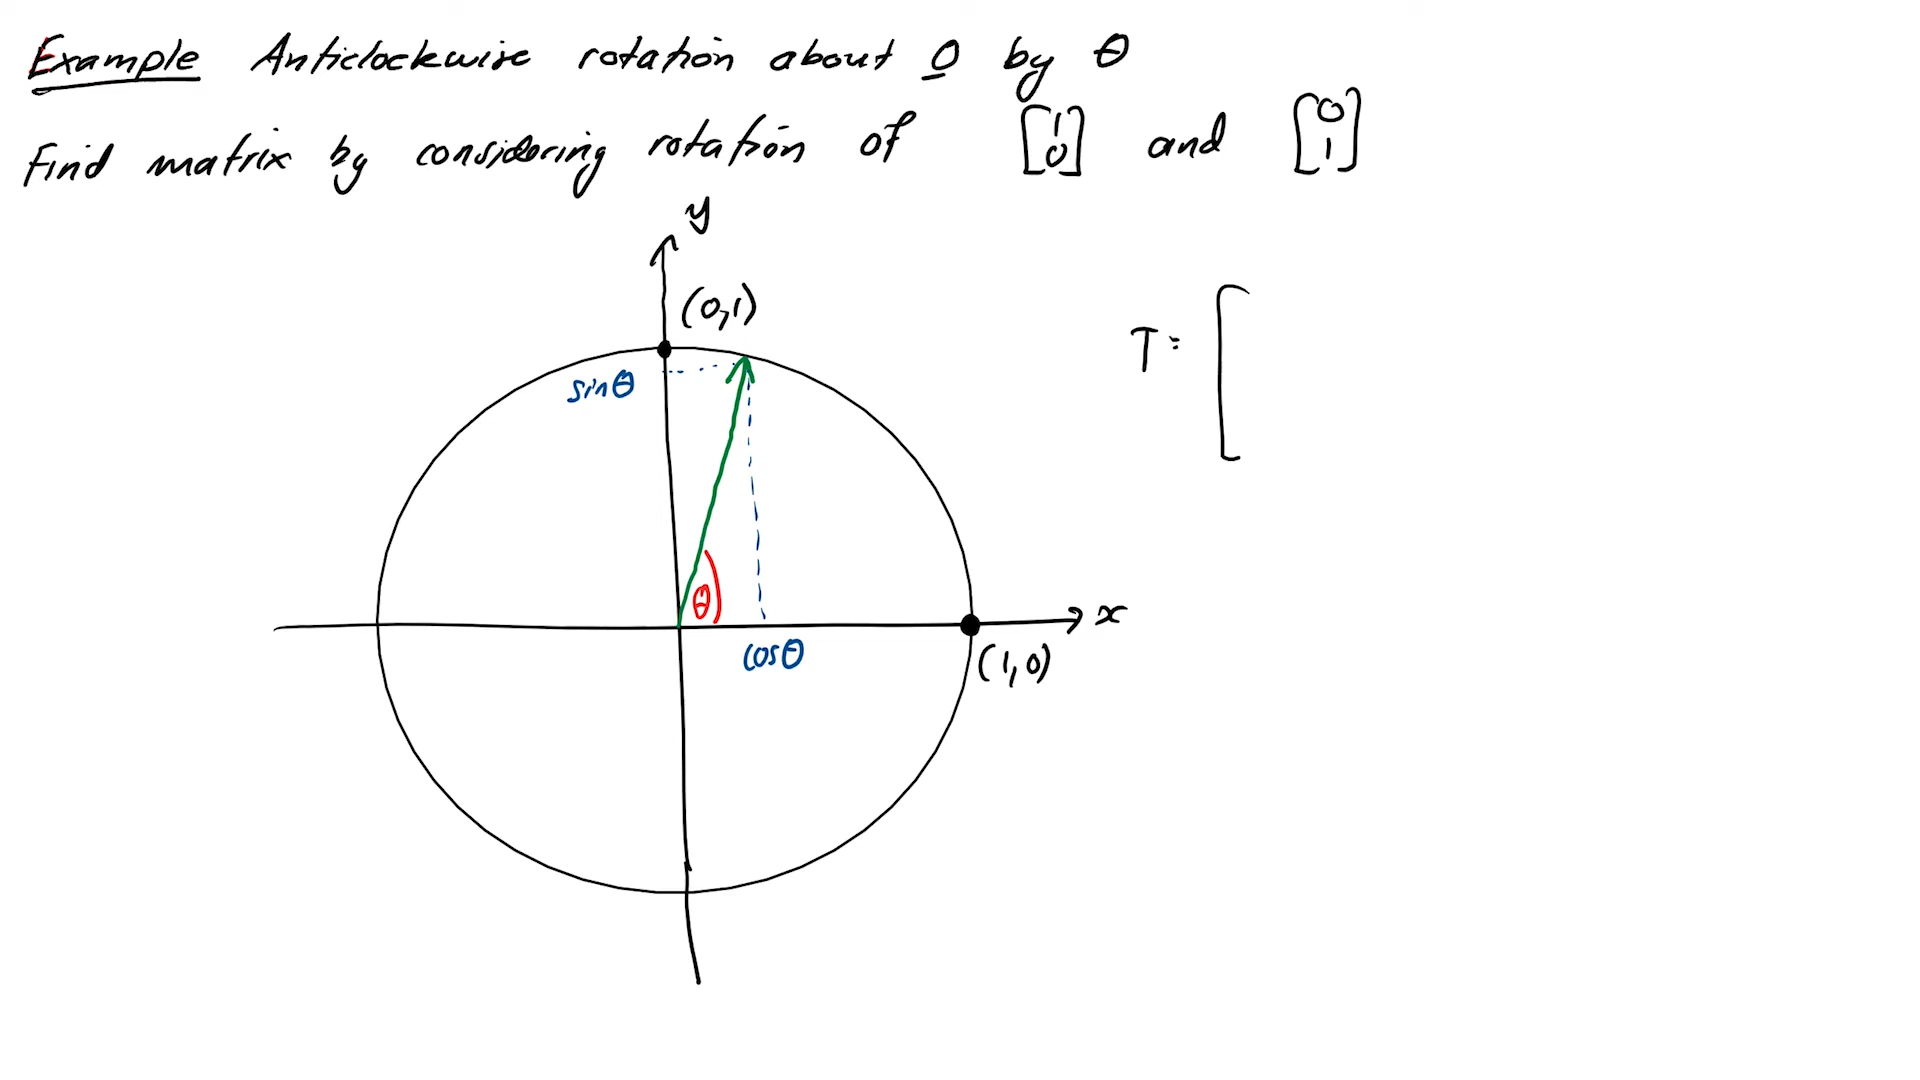 Example Anticlockwise rotation about 0 by θ
Find matrix by considering rotation of [1 0] and [0 1]
y
(0,1)
T = [
sinθ
θ
x
cosθ
(1,0)